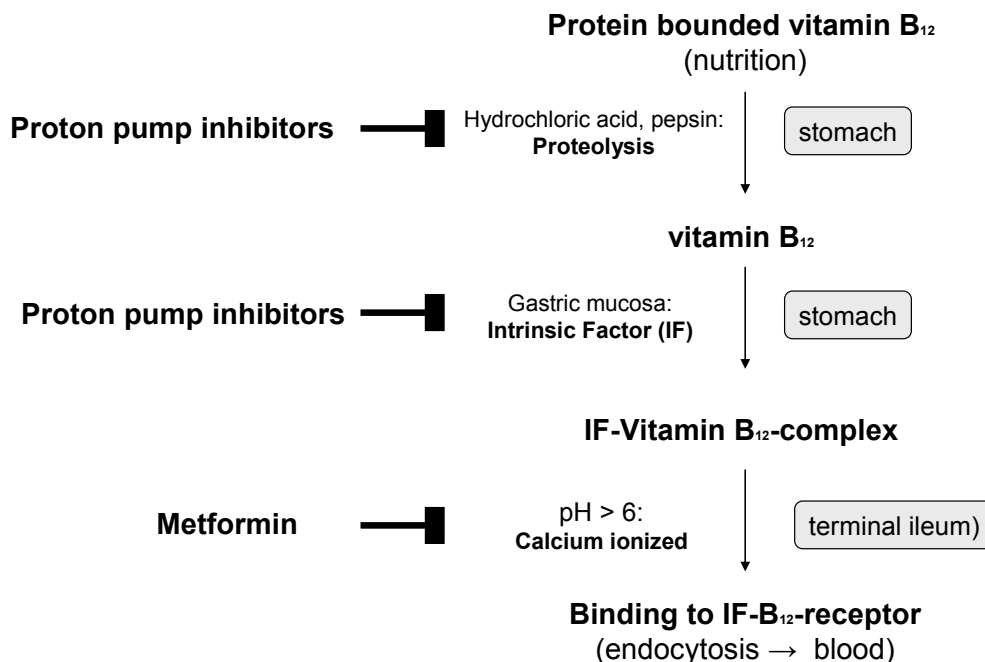 Protein bounded vitamin B₁₂
(nutrition)
Proton pump inhibitors
Hydrochloric acid, pepsin:
Proteolysis
stomach
vitamin B₁₂
Proton pump inhibitors
Gastric mucosa:
Intrinsic Factor (IF)
stomach
IF-Vitamin B₁₂-complex
Metformin
pH > 6:
Calcium ionized
terminal ileum)
Binding to IF-B₁₂-receptor
(endocytosis → blood)